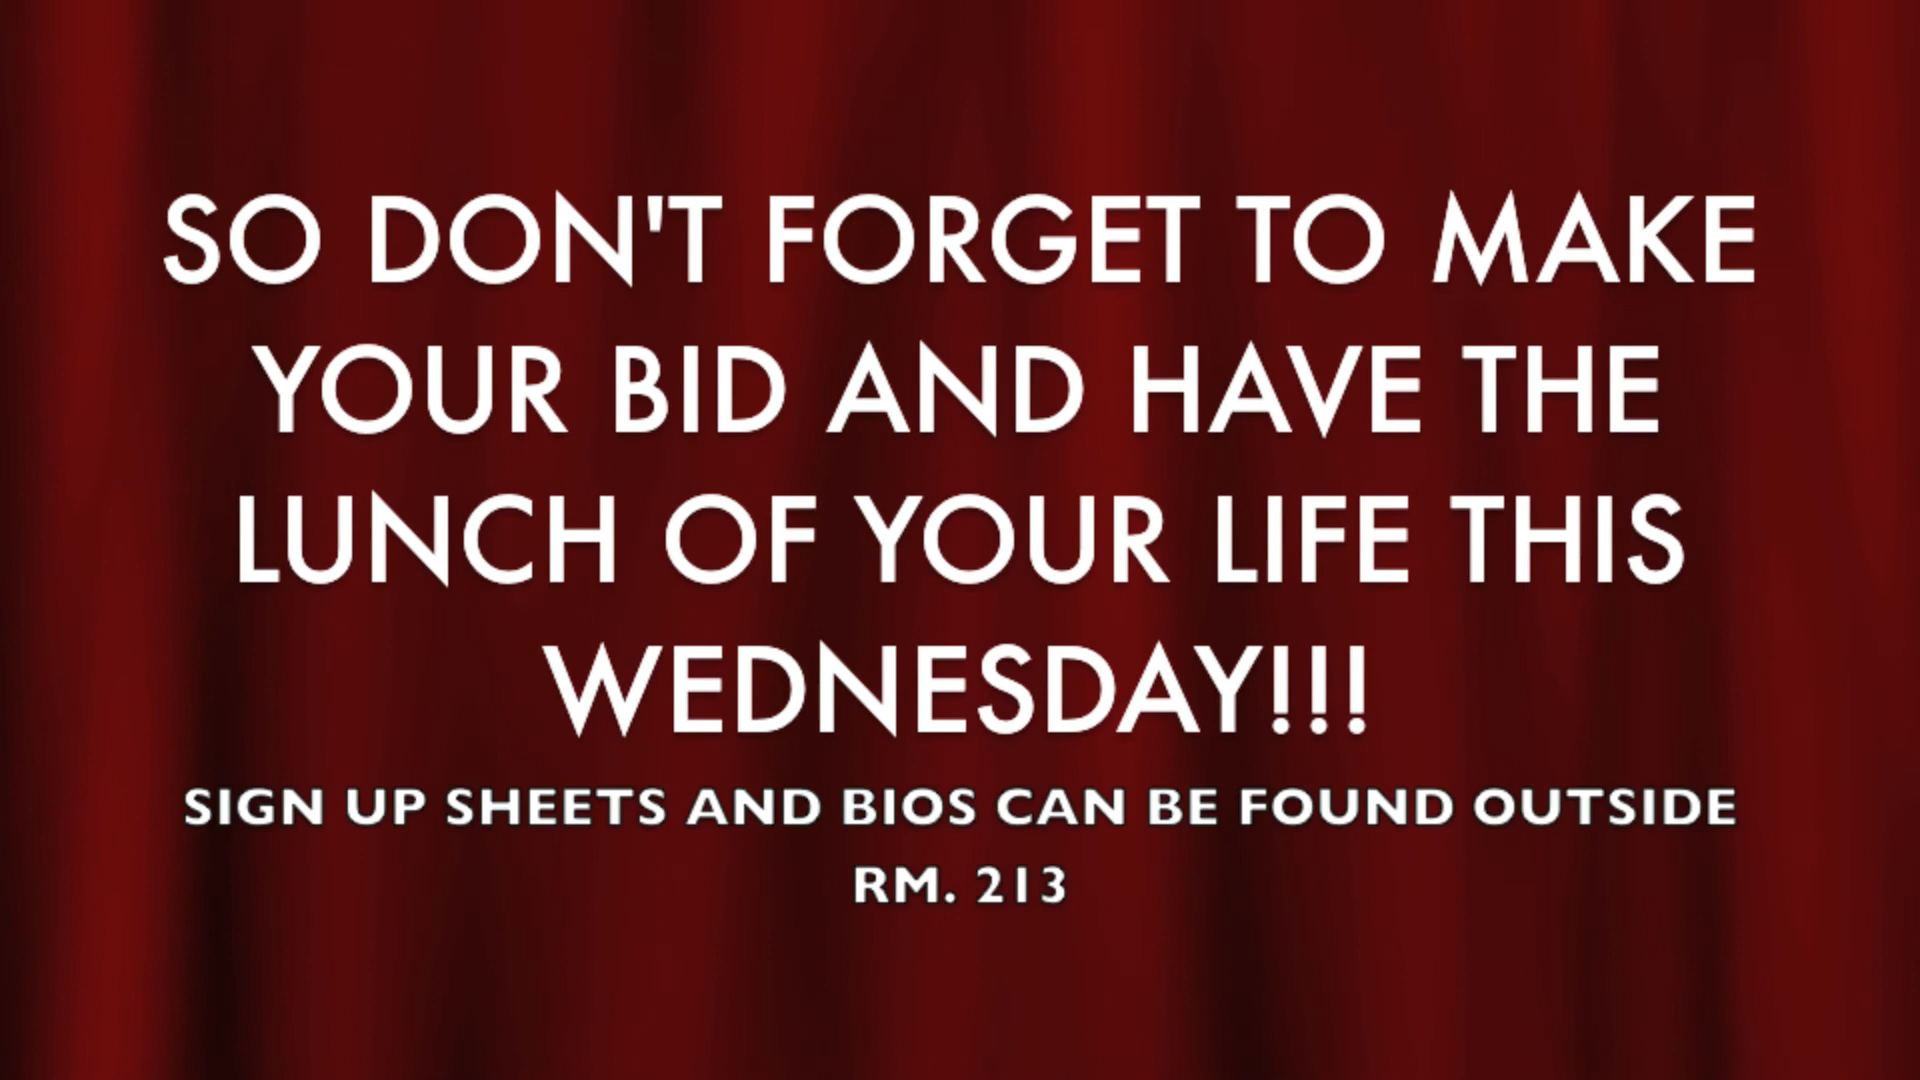 SO DON'T FORGET TO MAKE
YOUR BID AND HAVE THE
LUNCH OF YOUR LIFE THIS
WEDNESDAY!!!
SIGN UP SHEETS AND BIOS CAN BE FOUND OUTSIDE
RM. 213